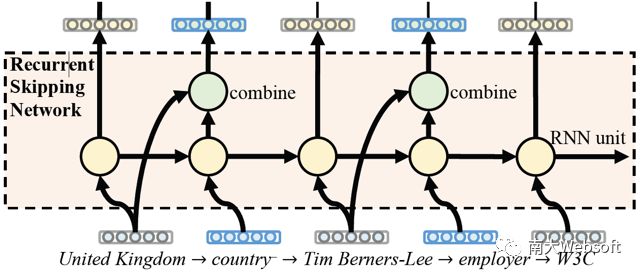 Recurrent
Skipping
Network
combine
combine
RNN unit
南大Websoft
United Kingdom → country⁻ → Tim Berners-Lee → employer → W3C